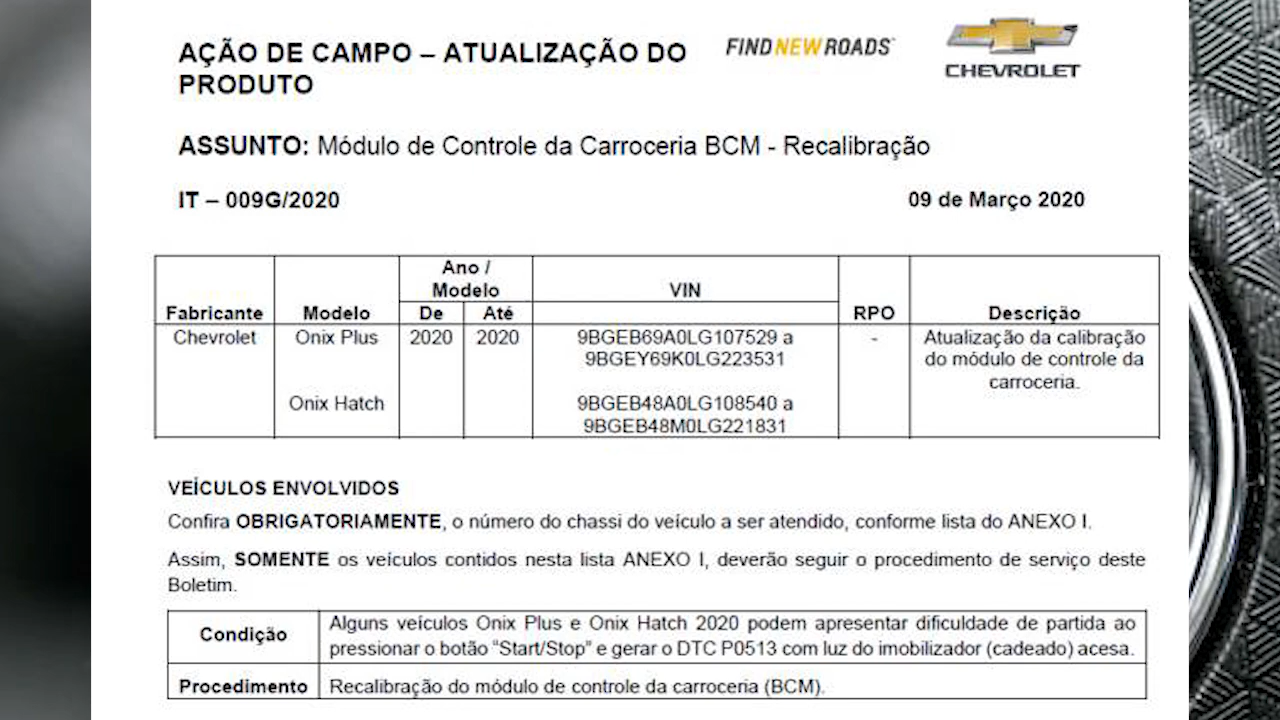 AÇÃO DE CAMPO – ATUALIZAÇÃO DO
PRODUTO
FIND NEW ROADS
CHEVROLET
ASSUNTO: Módulo de Controle da Carroceria BCM - Recalibração
IT – 009G/2020
09 de Março 2020
Fabricante
Modelo
Ano /
Modelo
De
Até
VIN
RPO
Descrição
Chevrolet
Onix Plus
2020
2020
9BGEB69A0LG107529 a
9BGEY69K0LG223531
-
Atualização da calibração
do módulo de controle da
carroceria.
Onix Hatch
9BGEB48A0LG108540 a
9BGEB48M0LG221831
VEÍCULOS ENVOLVIDOS
Confira OBRIGATORIAMENTE, o número do chassi do veículo a ser atendido, conforme lista do ANEXO I.
Assim, SOMENTE os veículos contidos nesta lista ANEXO I, deverão seguir o procedimento de serviço deste
Boletim.
Condição
Alguns veículos Onix Plus e Onix Hatch 2020 podem apresentar dificuldade de partida ao
pressionar o botão “Start/Stop” e gerar o DTC P0513 com luz do imobilizador (cadeado) acesa.
Procedimento
Recalibração do módulo de controle da carroceria (BCM).